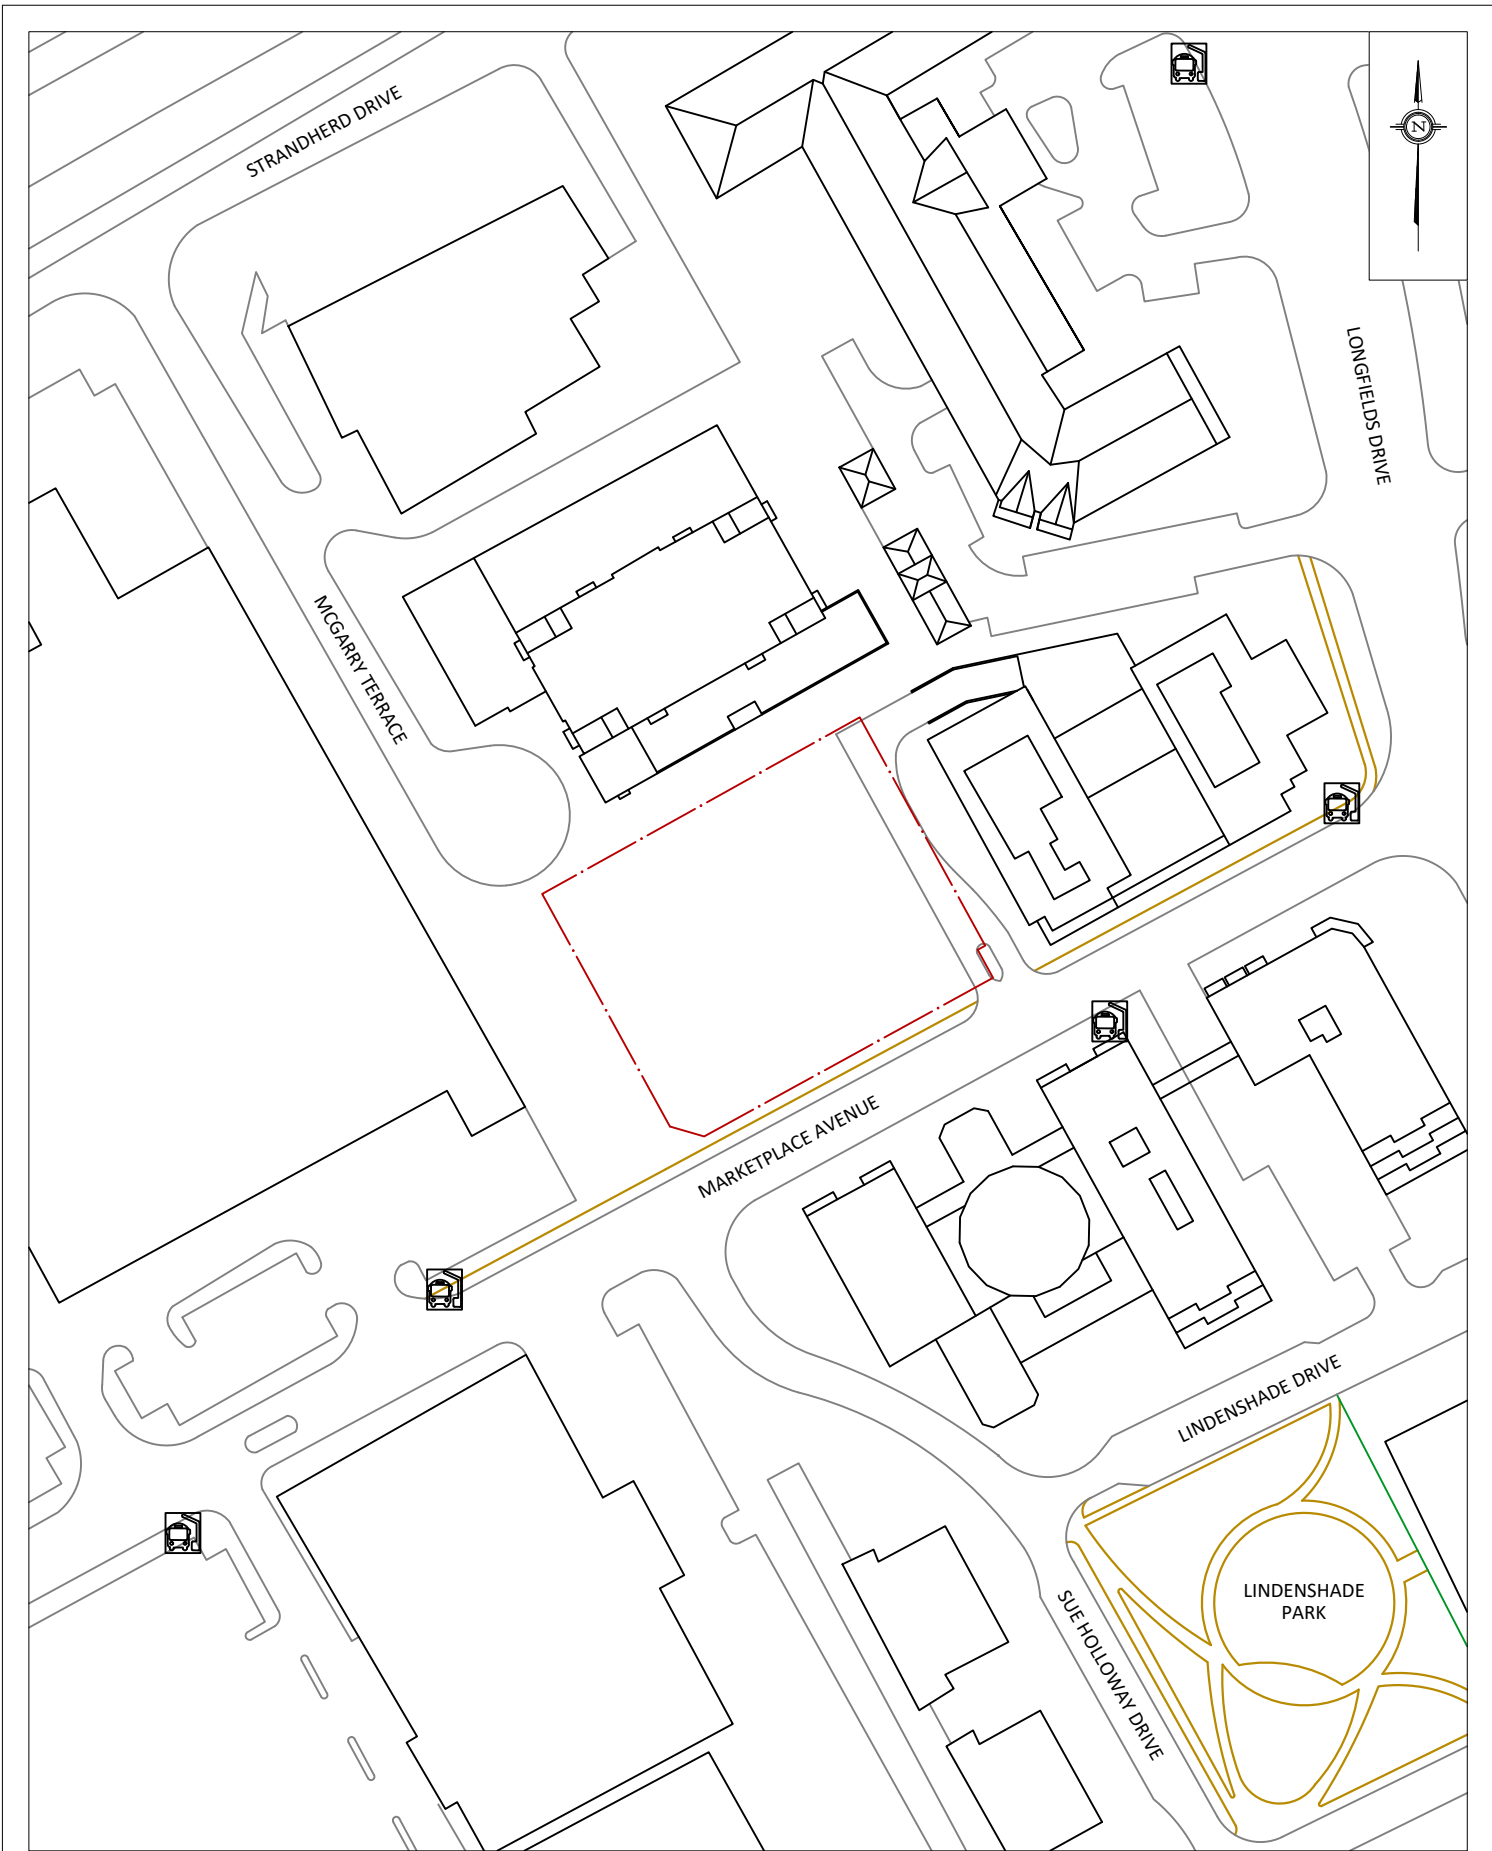 STRANDHERD DRIVE
N
LONGFIELDS DRIVE
MCGARRY TERRACE
MARKETPLACE AVENUE
LINDENSHADE DRIVE
LINDENSHADE
PARK
SUE HOLLOWAY DRIVE